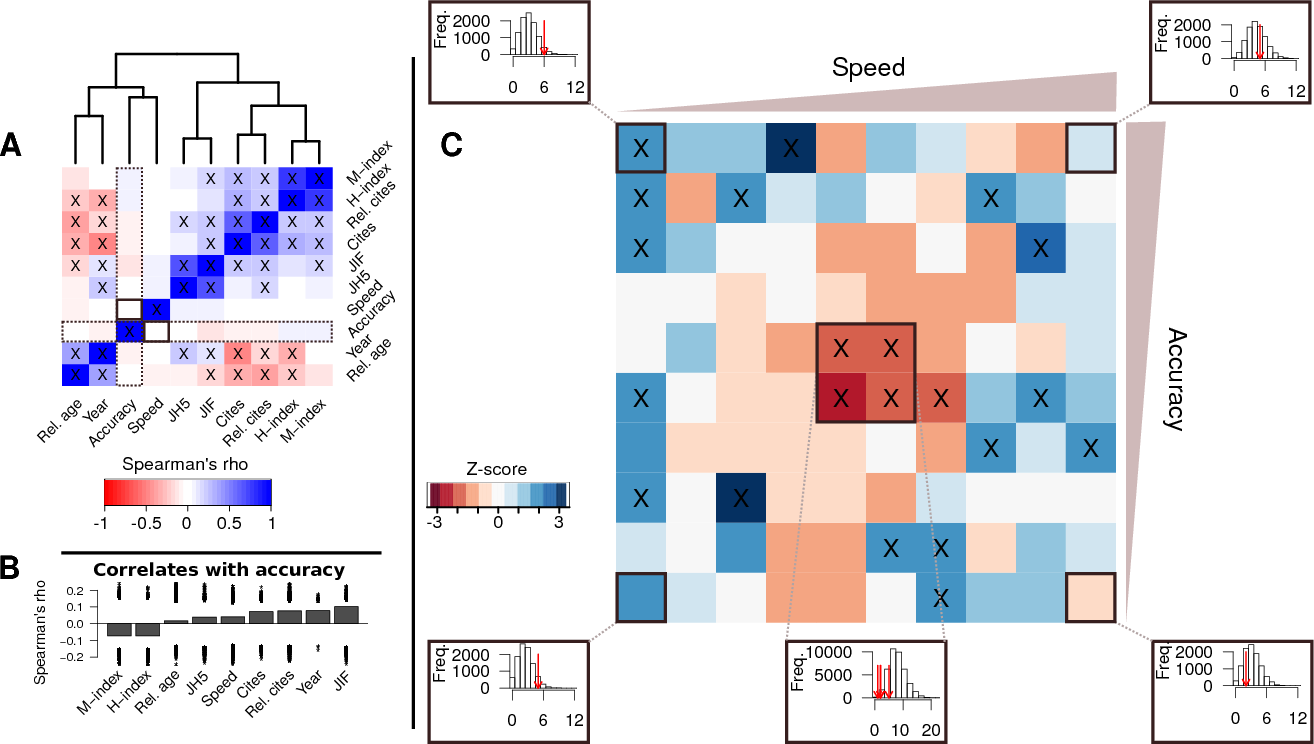 A
M-index
H-index
Rel. cites
Cites
JIF
JH5
Speed
Accuracy
Year
Rel. age
X X X X X
X X X X X X
X X X X X X X X
X X X X X X X
X X X X X X X
X X X X
X
X
X X X X X X X
X X X X X X
Rel. age Year Accuracy Speed JH5 JIF Cites Rel. cites H-index M-index
Spearman's rho
-1 -0.5 0 0.5 1
B
Correlates with accuracy
Spearman's rho
0.2
0.1
0.0
-0.1
-0.2
M-index H-index Rel. age JH5 Speed Cites Rel. cites Year JIF
C
Freq.
2000
1000
0
0 6 12
Speed
Freq.
2000
1000
0
0 6 12
Accuracy
X X
X X X
X X
X X
X X X X X
X X
X X
X X
X
Z-score
-3 0 3
Freq.
2000
1000
0
0 6 12
Freq.
10000
5000
0
0 10 20
Freq.
2000
1000
0
0 6 12